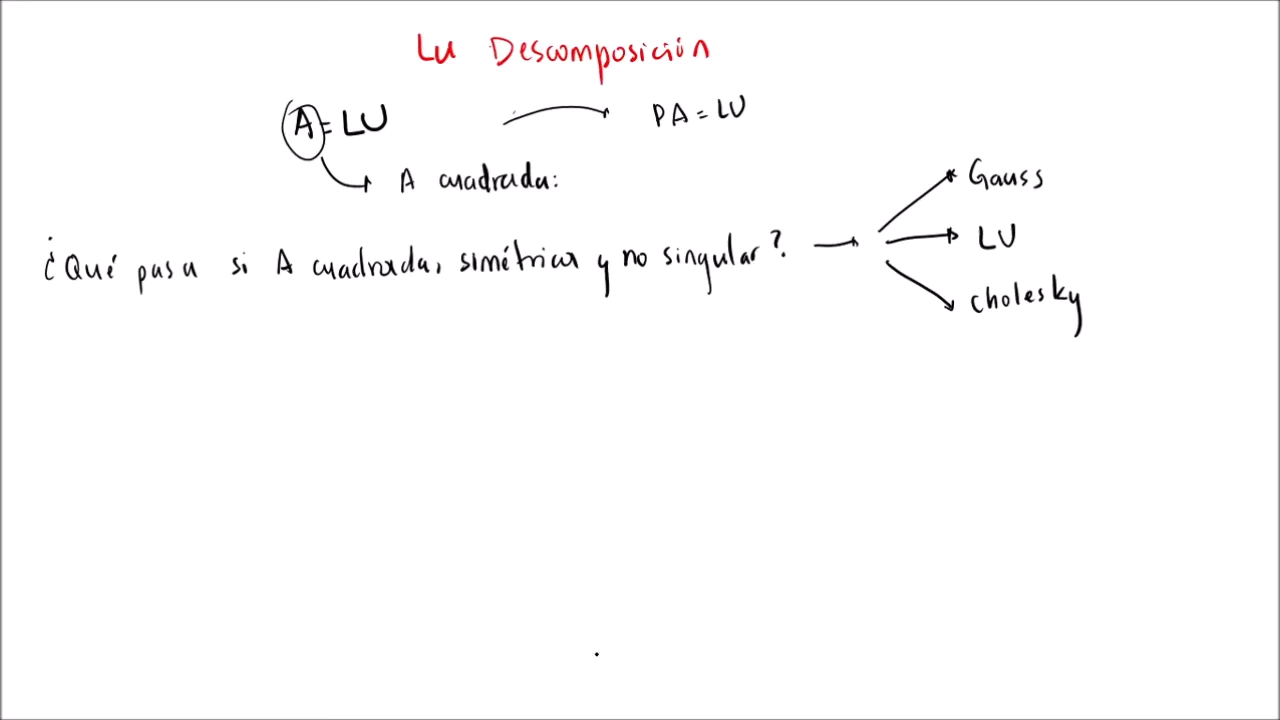 LU Descomposición
A = LU → PA = LU
A cuadrada:
¿Qué pasa si A cuadrada, simétrica y no singular? →
Gauss
LU
cholesky